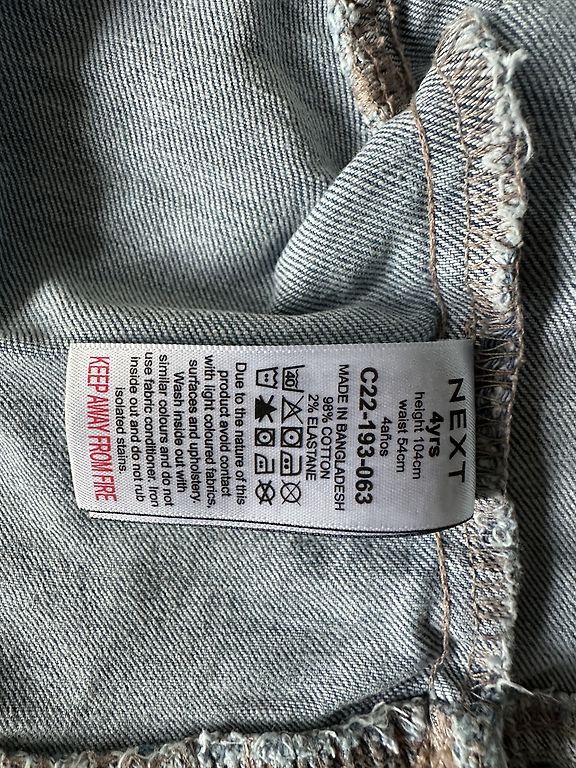 NEXT
4yrs
height 104cm
waist 54cm
4años
C22-193-063
MADE IN BANGLADESH
98% COTTON
2% ELASTANE
40
Due to the nature of this
product avoid contact
with light coloured fabrics,
surfaces and upholstery
Wash inside out with
similar colours and do not
use fabric conditioner. Iron
inside out and do not rub
isolated stains.
KEEP AWAY FROM FIRE